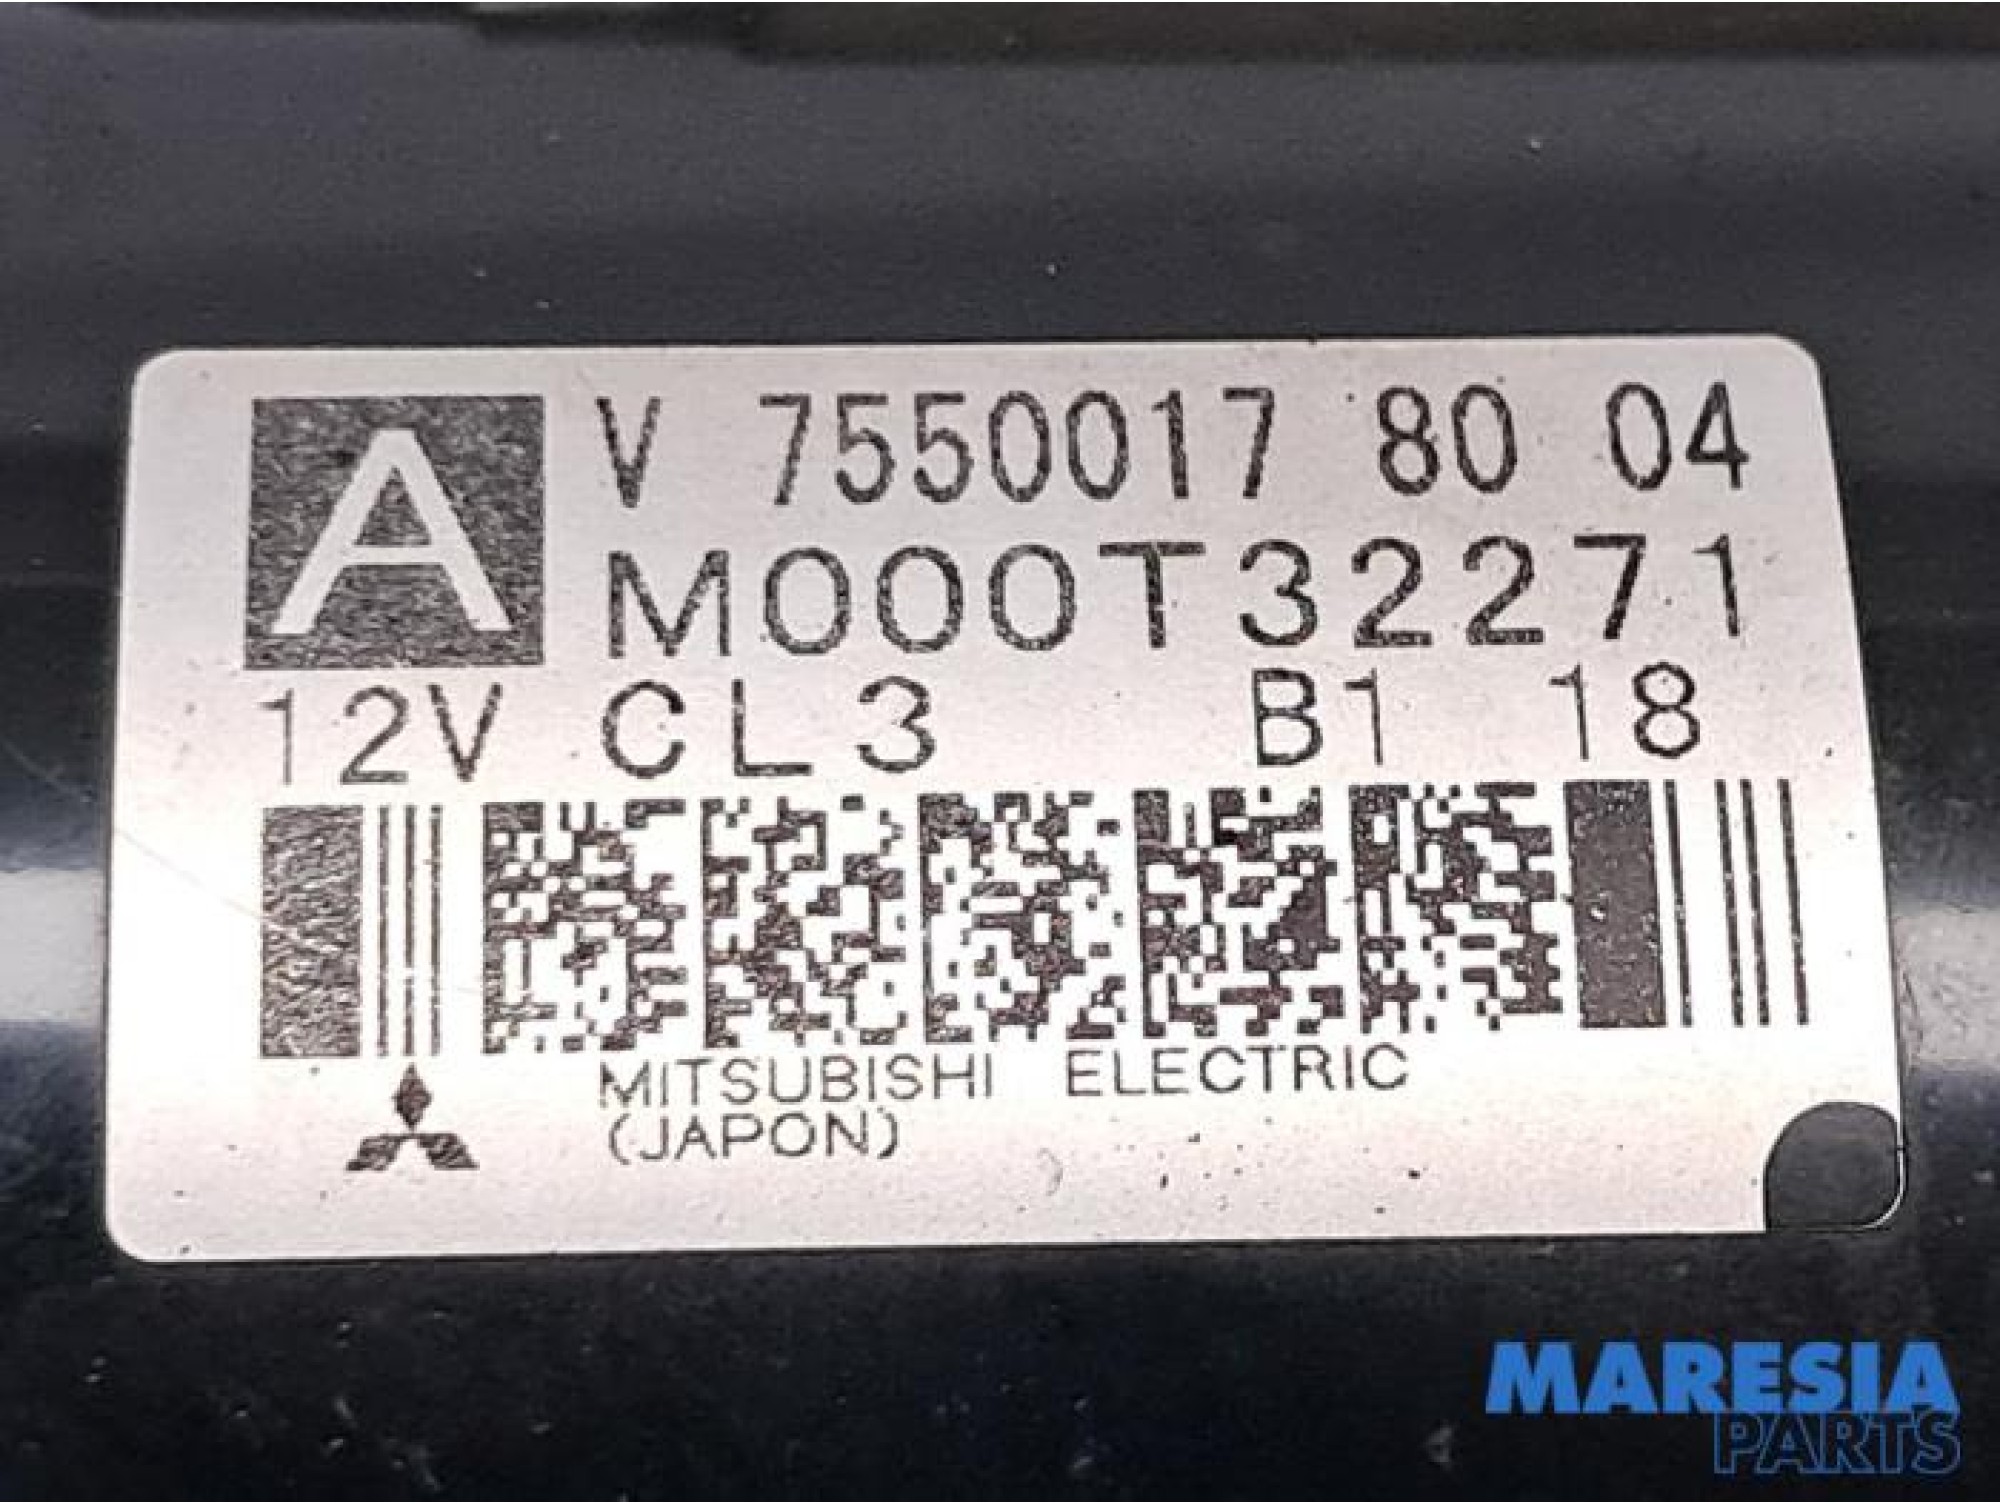 A V 7550017 80 04
M000T32271
12V CL3 B1 18
MITSUBISHI ELECTRIC
(JAPON)
MARESIA
PARTS